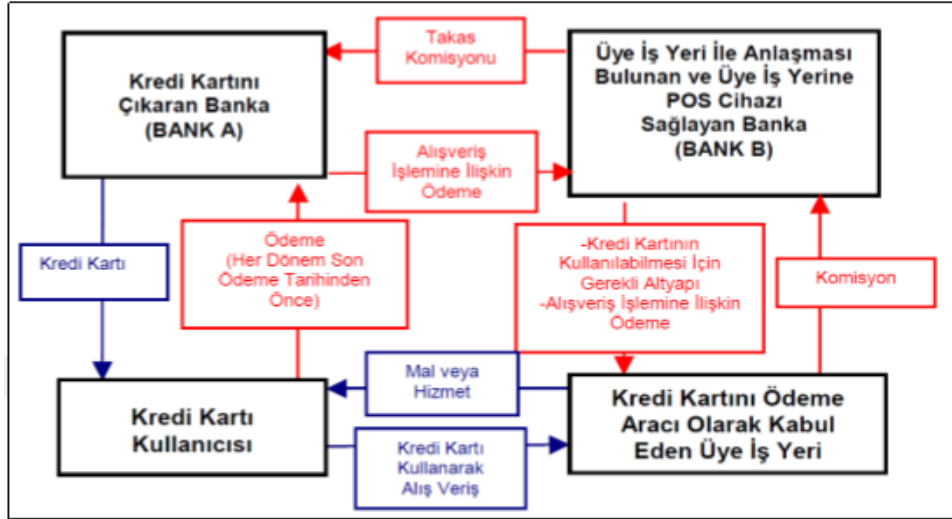 Kredi Kartını
Çıkaran Banka
(BANK A)
Takas
Komisyonu
Üye İş Yeri İle Anlaşması
Bulunan ve Üye İş Yerine
POS Cihazı
Sağlayan Banka
(BANK B)
Alışveriş
İşlemine İlişkin
Ödeme
Kredi Kartı
Ödeme
(Her Dönem Son
Ödeme Tarihinden
Önce)
-Kredi Kartının
Kullanılabilmesi İçin
Gerekli Altyapı
-Alışveriş İşlemine İlişkin
Ödeme
Komisyon
Mal veya
Hizmet
Kredi Kartı
Kullanıcısı
Kredi Kartı
Kullanarak
Alış Veriş
Kredi Kartını Ödeme
Aracı Olarak Kabul
Eden Üye İş Yeri